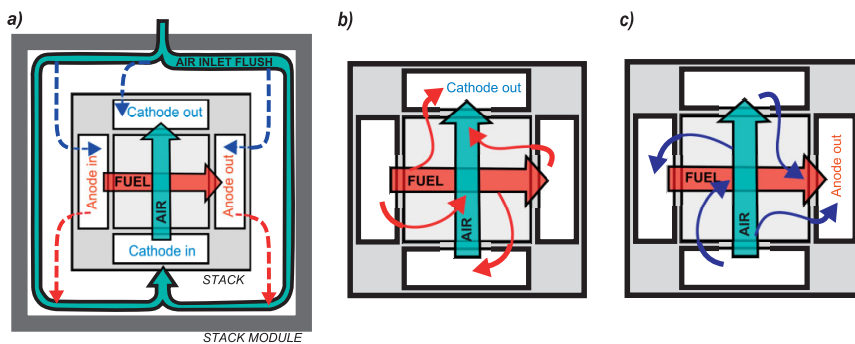 a)
AIR INLET FLUSH
Cathode out
Anode in
Anode out
FUEL
AIR
Cathode in
STACK
STACK MODULE
b)
Cathode out
FUEL
AIR
c)
FUEL
AIR
Anode out